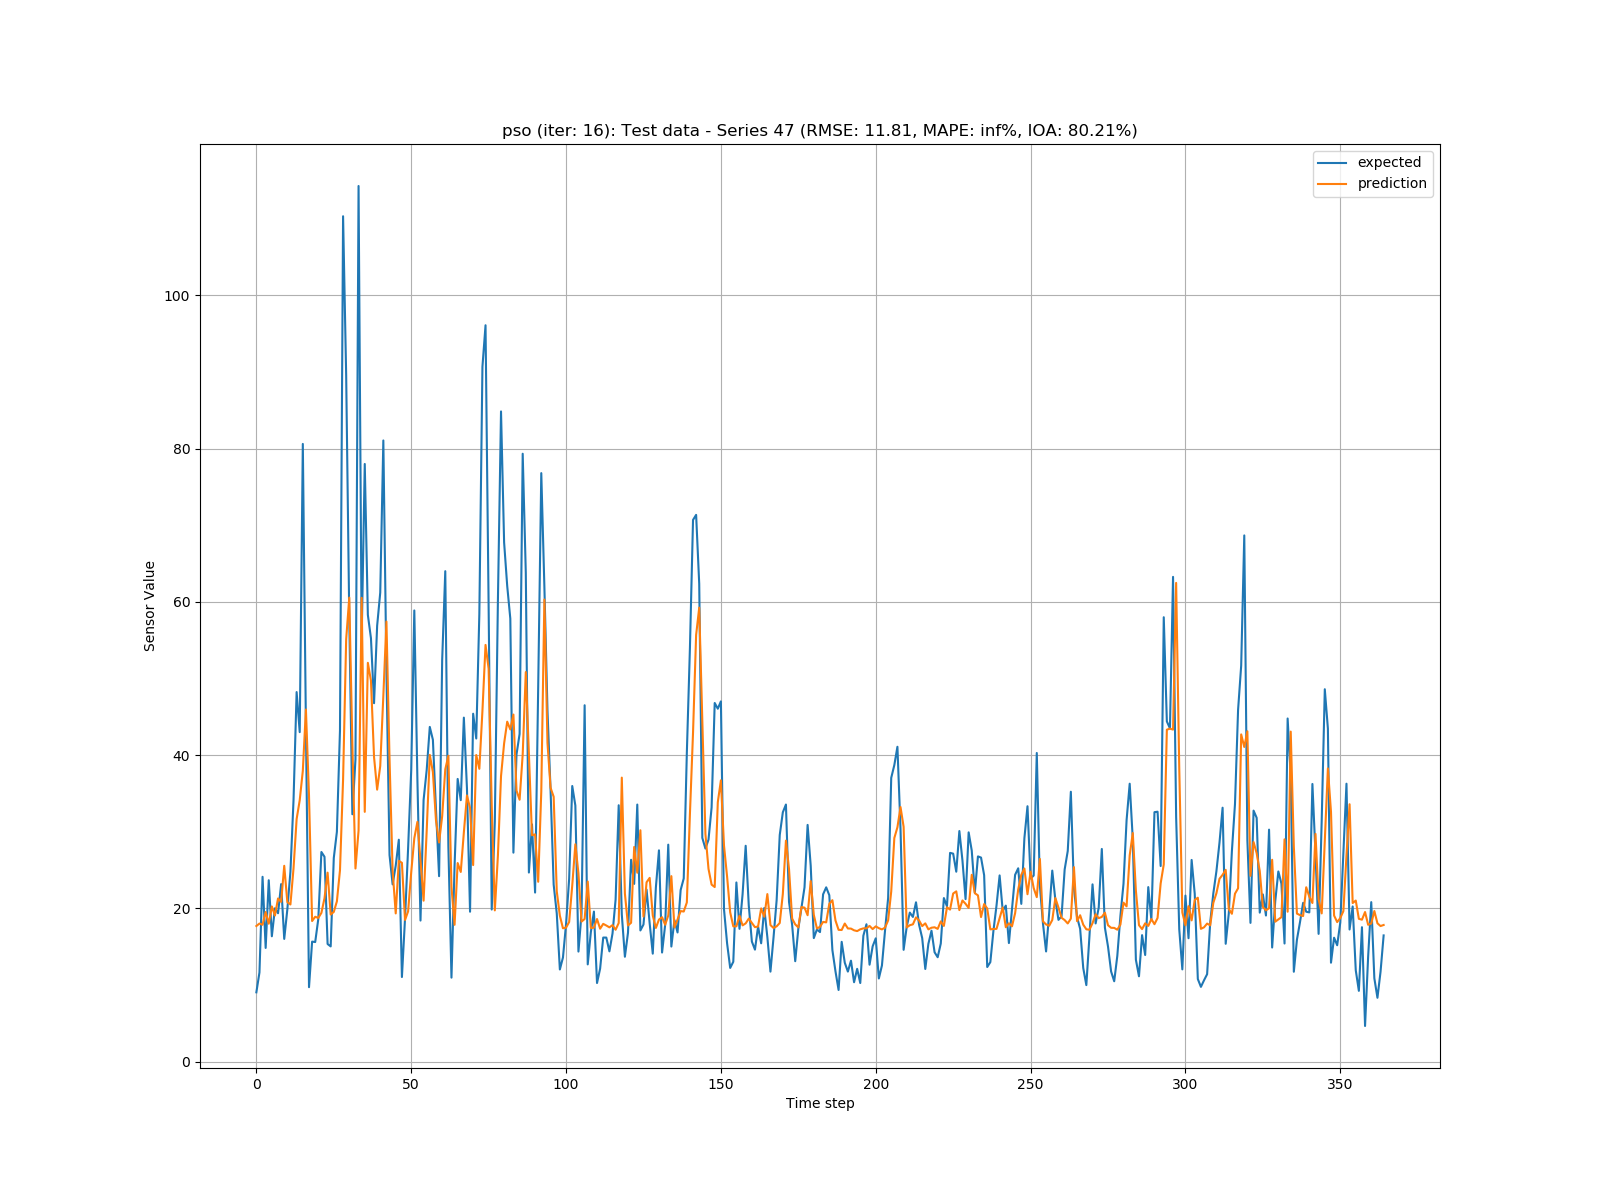 pso (iter: 16): Test data - Series 47 (RMSE: 11.81, MAPE: inf%, IOA: 80.21%)
expected
prediction
100
80
60
40
20
0
Sensor Value
0 50 100 150 200 250 300 350
Time step